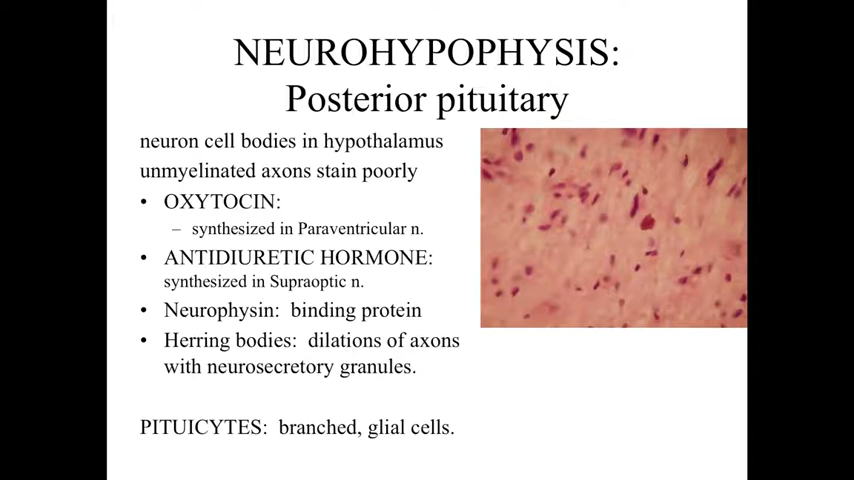 NEUROHYPOPHYSIS:
Posterior pituitary
neuron cell bodies in hypothalamus
unmyelinated axons stain poorly
• OXYTOCIN:
– synthesized in Paraventricular n.
• ANTIDIURETIC HORMONE:
synthesized in Supraoptic n.
• Neurophysin: binding protein
• Herring bodies: dilations of axons
with neurosecretory granules.
PITUICYTES: branched, glial cells.